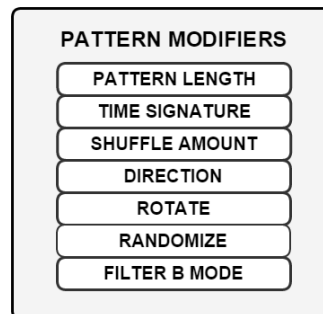 PATTERN MODIFIERS
PATTERN LENGTH
TIME SIGNATURE
SHUFFLE AMOUNT
DIRECTION
ROTATE
RANDOMIZE
FILTER B MODE